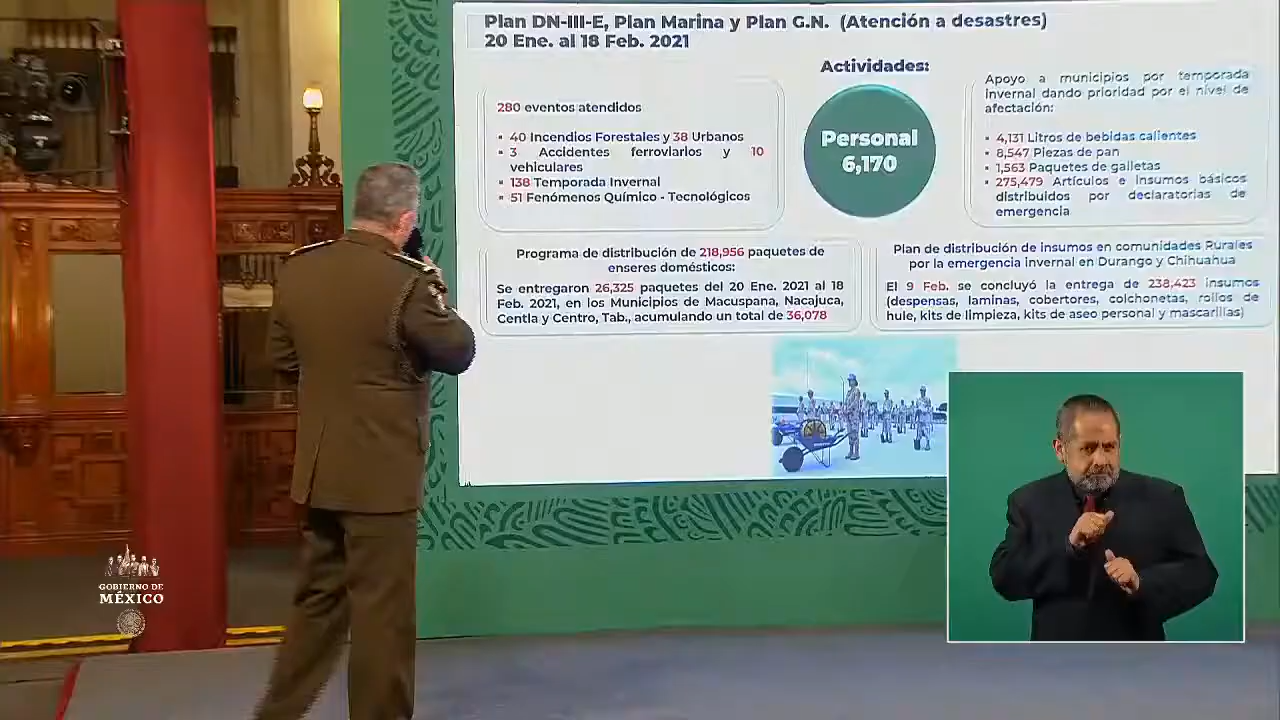 Plan DN-III-E, Plan Marina y Plan G.N. (Atención a desastres)
20 Ene. al 18 Feb. 2021
Actividades:
280 eventos atendidos
▪ 40 Incendios Forestales y 38 Urbanos
▪ 3 Accidentes ferroviarios y 10
vehiculares
▪ 138 Temporada Invernal
▪ 51 Fenómenos Químico - Tecnológicos
Personal
6,170
Apoyo a municipios por temporada
invernal dando prioridad por el nivel de
afectación:
▪ 4,131 Litros de bebidas calientes
▪ 8,547 Piezas de pan
▪ 1,563 Paquetes de galletas
▪ 275,479 Artículos e insumos básicos
distribuidos por declaratorias de
emergencia
Programa de distribución de 218,956 paquetes de
enseres domésticos:
Se entregaron 26,325 paquetes del 20 Ene. 2021 al 18
Feb. 2021, en los Municipios de Macuspana, Nacajuca,
Centla y Centro, Tab., acumulando un total de 36,078
Plan de distribución de insumos en comunidades Rurales
por la emergencia invernal en Durango y Chihuahua
El 9 Feb. se concluyó la entrega de 238,423 insumos
(despensas, laminas, cobertores, colchonetas, rollos de
hule, kits de limpieza, kits de aseo personal y mascarillas)
GOBIERNO DE
MÉXICO